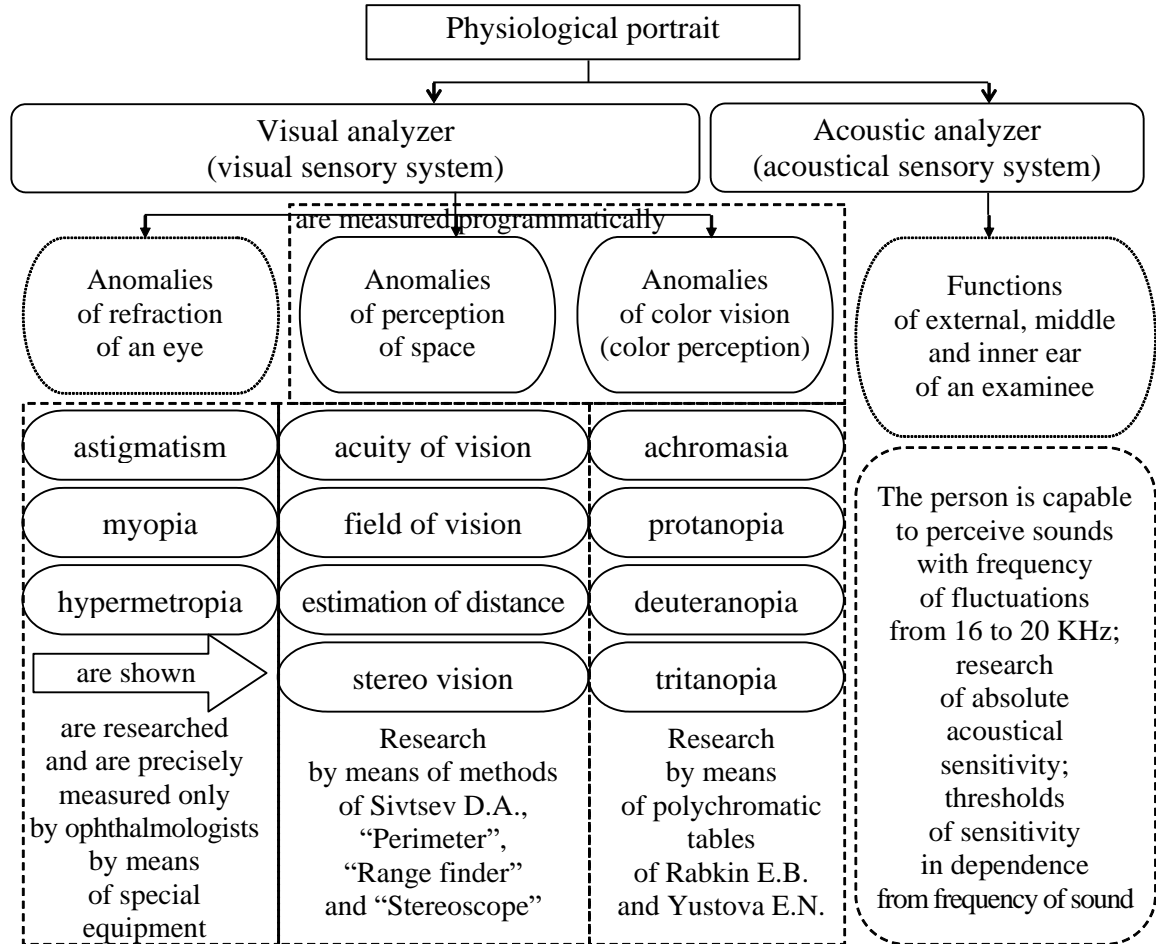 Physiological portrait
Visual analyzer
(visual sensory system)
Acoustic analyzer
(acoustical sensory system)
are measured programmatically
Anomalies
of refraction
of an eye
Anomalies
of perception
of space
Anomalies
of color vision
(color perception)
Functions
of external, middle
and inner ear
of an examinee
astigmatism
myopia
hypermetropia
are shown
are researched
and are precisely
measured only
by ophthalmologists
by means
of special
equipment
acuity of vision
field of vision
estimation of distance
stereo vision
Research
by means of methods
of Sivtsev D.A.,
“Perimeter”,
“Range finder”
and “Stereoscope”
achromasia
protanopia
deuteranopia
tritanopia
Research
by means
of polychromatic
tables
of Rabkin E.B.
and Yustova E.N.
The person is capable
to perceive sounds
with frequency
of fluctuations
from 16 to 20 KHz;
research
of absolute
acoustical
sensitivity;
thresholds
of sensitivity
in dependence
from frequency of sound